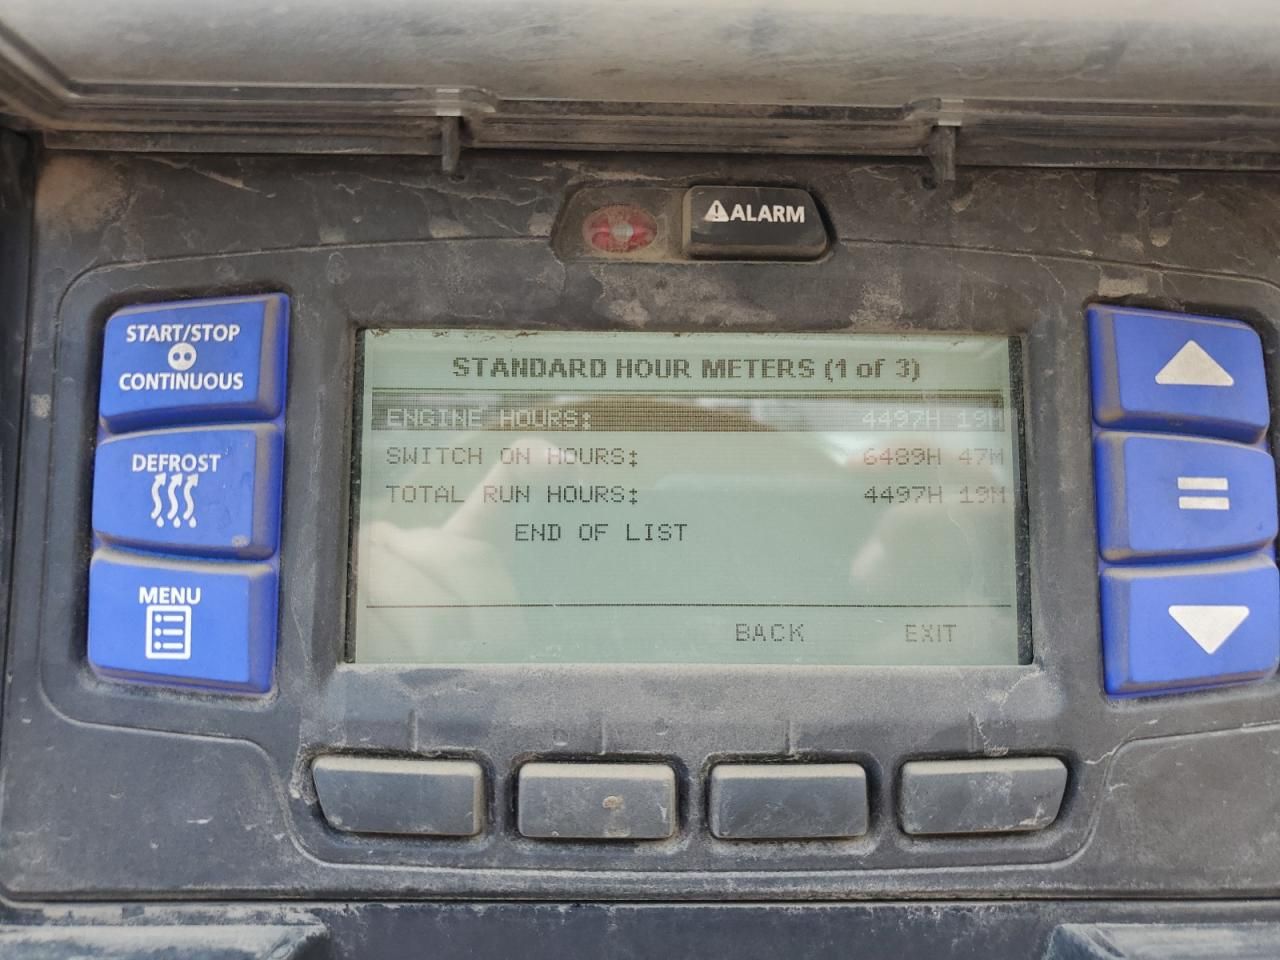 ALARM
START/STOP
CONTINUOUS
DEFROST
MENU
STANDARD HOUR METERS (1 of 3)
ENGINE HOURS: 4497H 19M
SWITCH ON HOURS: 6489H 47M
TOTAL RUN HOURS: 4497H 19M
END OF LIST
BACK EXIT